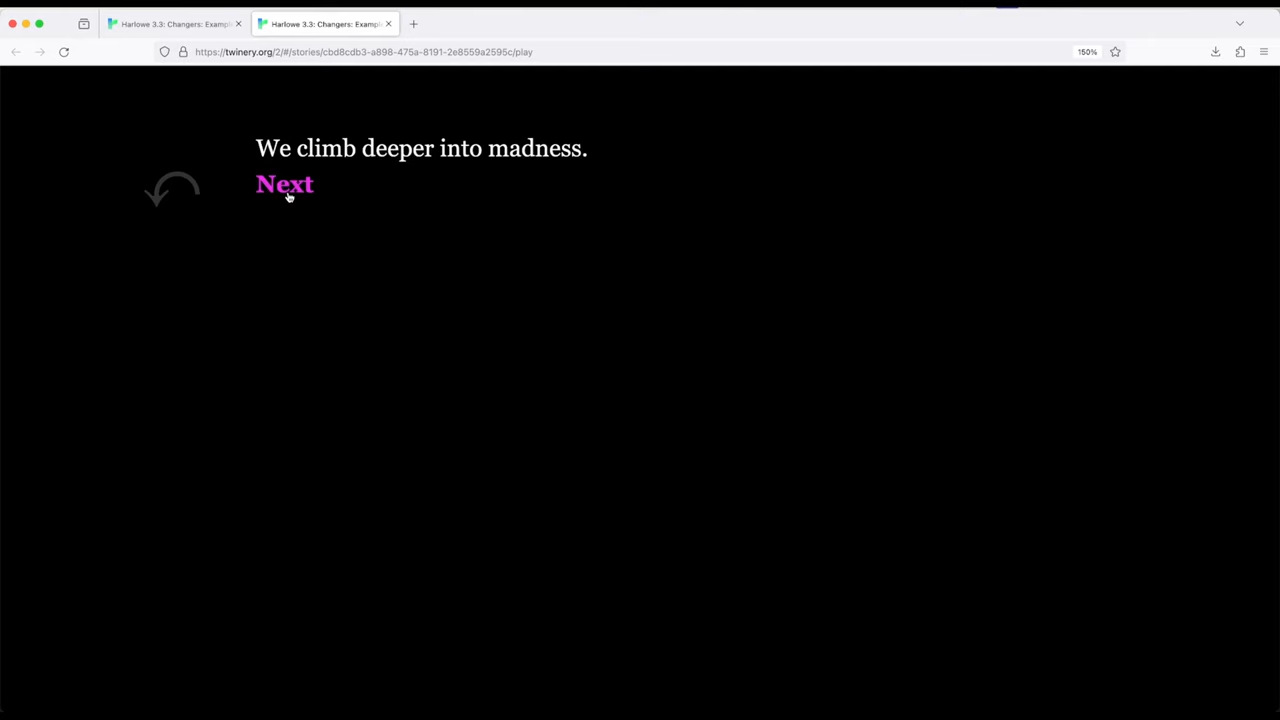 Harlowe 3.3: Changers: Exampl
Harlowe 3.3: Changers: Exampl
https://twinery.org/2/#/stories/cbd8cdb3-a898-475a-8191-2e8559a2595c/play
150%
We climb deeper into madness.
Next